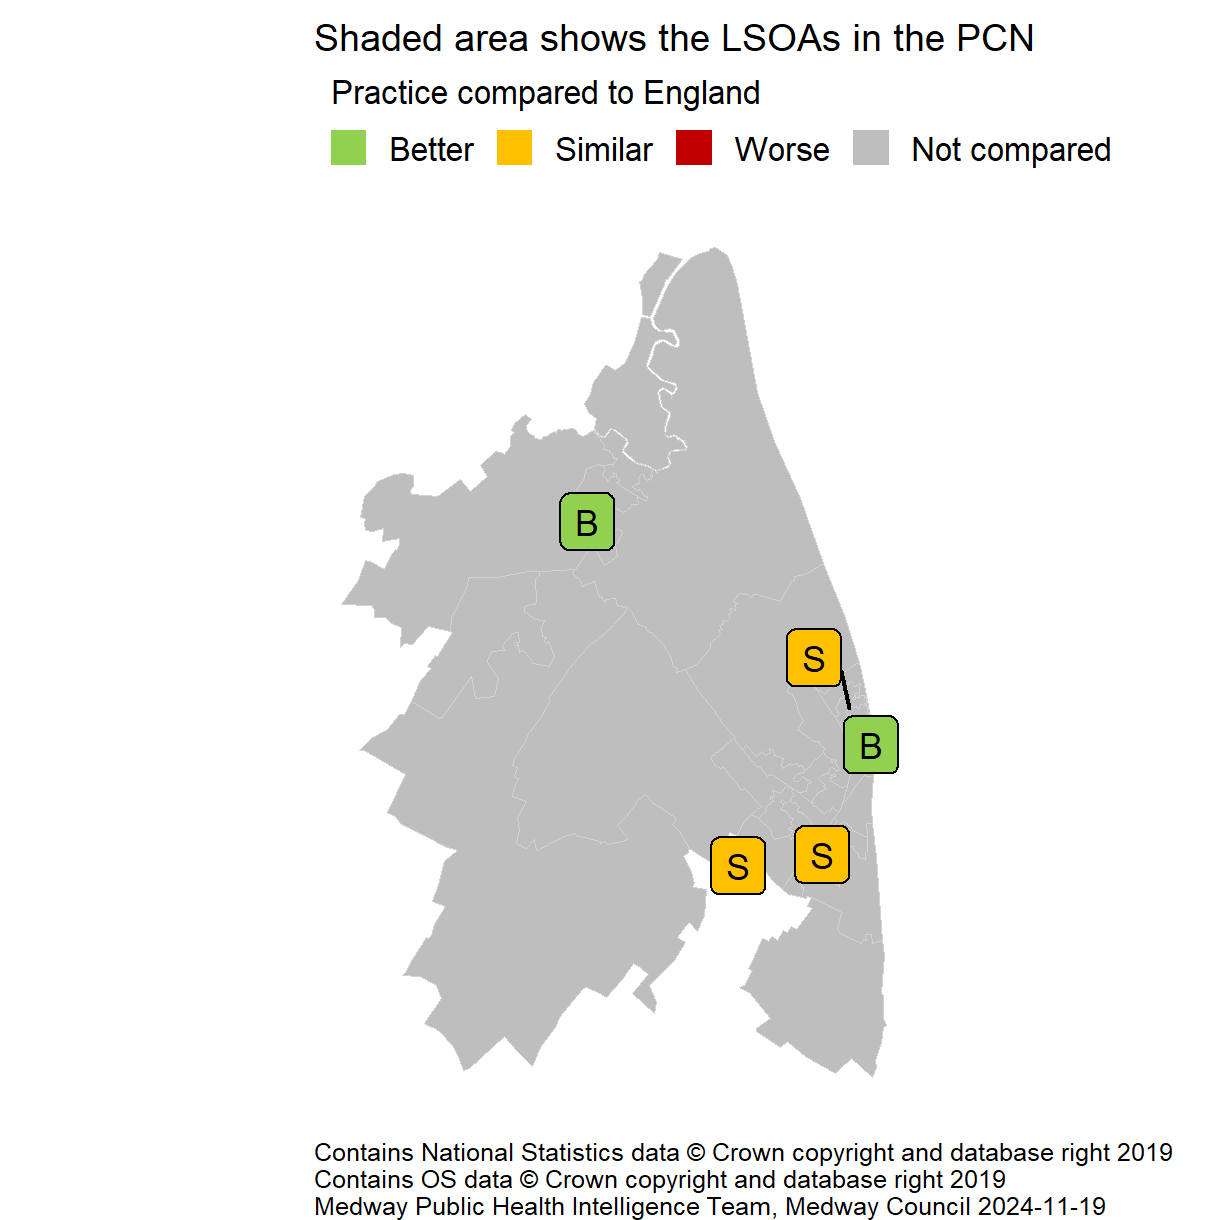 Shaded area shows the LSOAs in the PCN
Practice compared to England
Better Similar Worse Not compared
B
S
B
S
S
Contains National Statistics data © Crown copyright and database right 2019
Contains OS data © Crown copyright and database right 2019
Medway Public Health Intelligence Team, Medway Council 2024-11-19